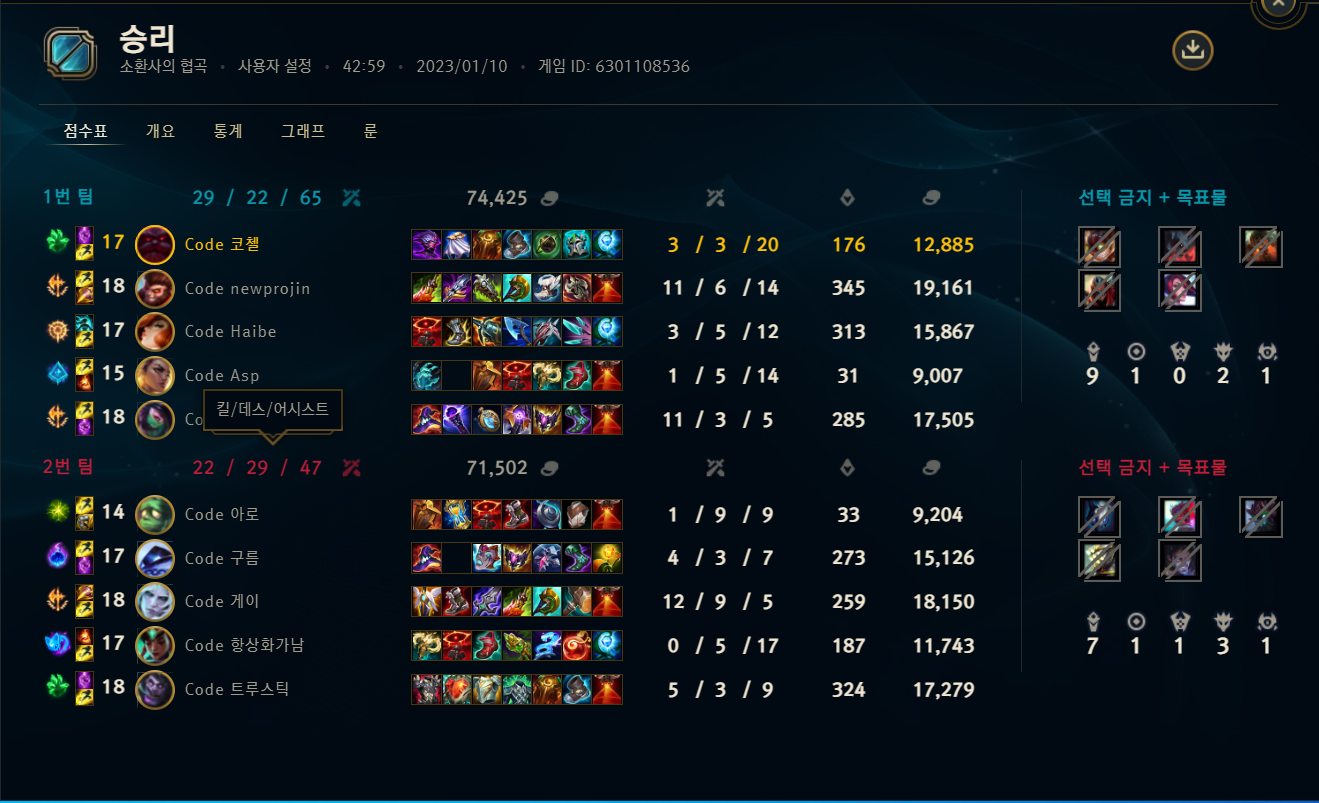 승리
소환사의 협곡 • 사용자 설정 • 42:59 • 2023/01/10 • 게임 ID: 6301108536
점수표 개요 통계 그래프 룬
1번 팀 29 / 22 / 65 74,425 선택 금지 + 목표물
17 Code 코첼 3 / 3 / 20 176 12,885
18 Code newprojin 11 / 6 / 14 345 19,161
17 Code Haibe 3 / 5 / 12 313 15,867
9 1 0 2 1
15 Code Asp 1 / 5 / 14 31 9,007
킬/데스/어시스트
18 11 / 3 / 5 285 17,505
2번 팀 22 / 29 / 47 71,502 선택 금지 + 목표물
14 Code 아로 1 / 9 / 9 33 9,204
17 Code 구름 4 / 3 / 7 273 15,126
18 Code 게이 12 / 9 / 5 259 18,150
17 Code 항상화가남 0 / 5 / 17 187 11,743
7 1 1 3 1
18 Code 트루스틱 5 / 3 / 9 324 17,279